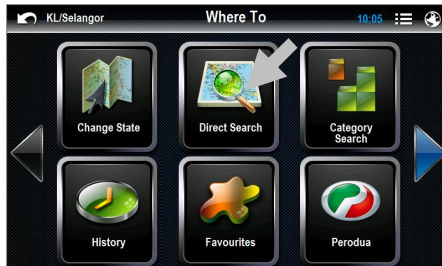 KL/Selangor
Where To
10:05
Change State
Direct Search
Category
Search
History
Favourites
Perodua